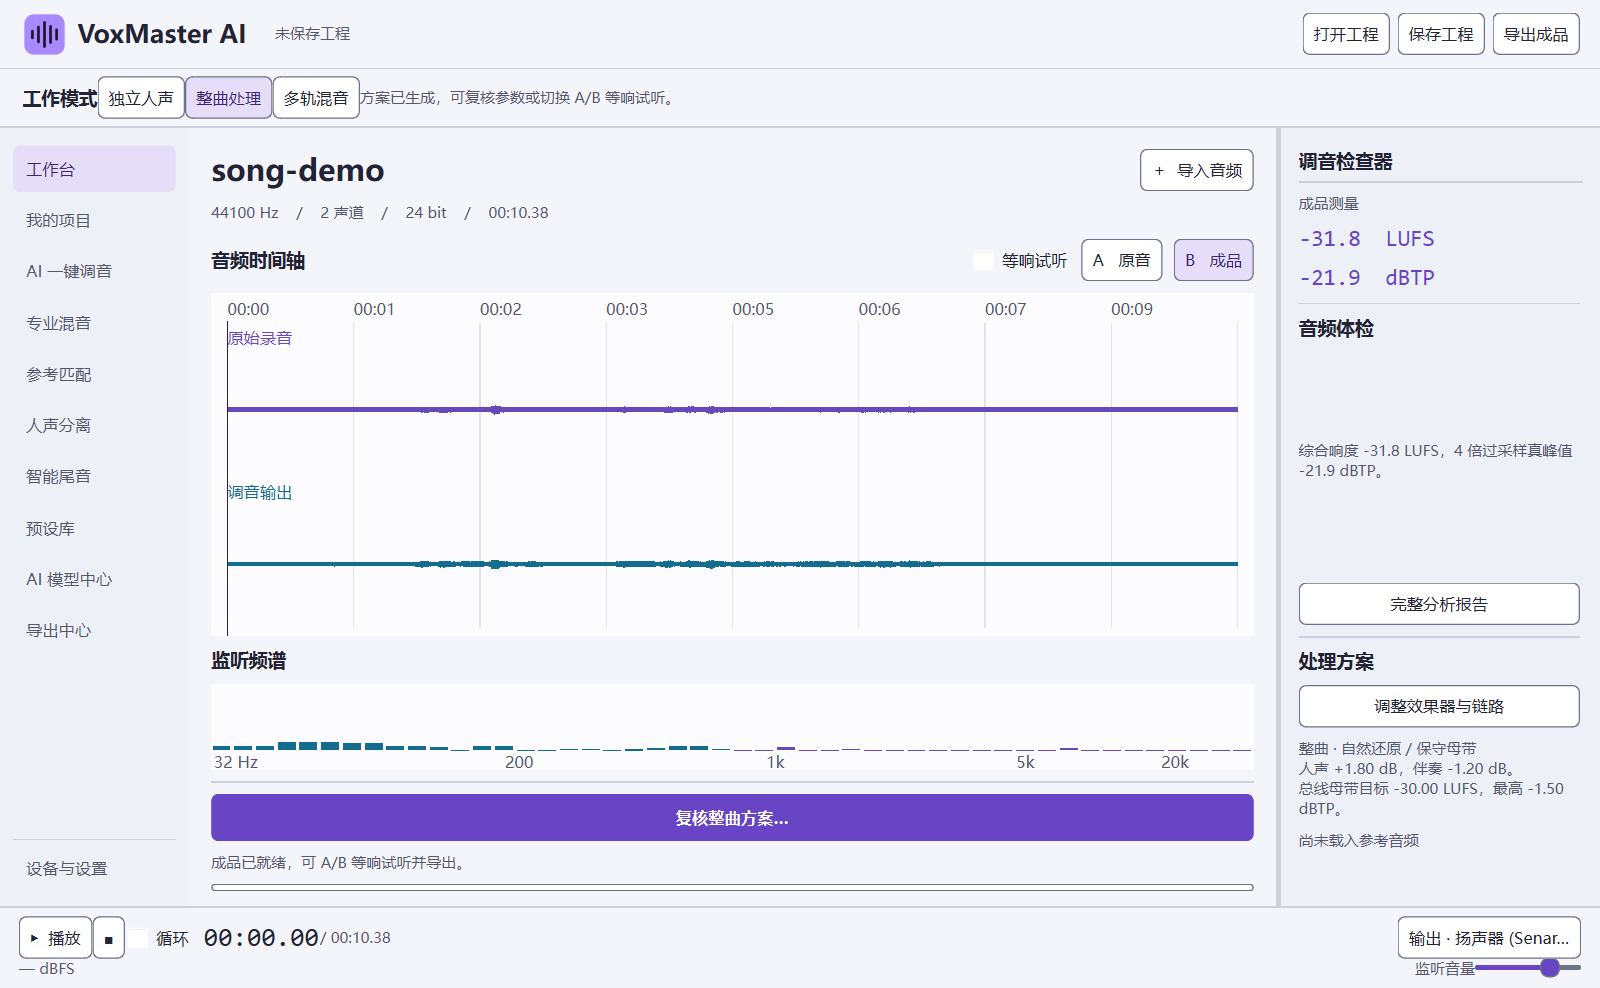 VoxMaster AI
未保存工程
打开工程
保存工程
导出成品
工作模式
独立人声
整曲处理
多轨混音
方案已生成，可复核参数或切换 A/B 等响试听。
工作台
我的项目
AI 一键调音
专业混音
参考匹配
人声分离
智能尾音
预设库
AI 模型中心
导出中心
设备与设置
song-demo
+ 导入音频
44100 Hz / 2 声道 / 24 bit / 00:10.38
音频时间轴
等响试听
A 原音
B 成品
00:00 00:01 00:02 00:03 00:05 00:06 00:07 00:09
原始录音
调音输出
监听频谱
32 Hz 200 1k 5k 20k
复核整曲方案...
成品已就绪，可 A/B 等响试听并导出。
调音检查器
成品测量
-31.8 LUFS
-21.9 dBTP
音频体检
综合响度 -31.8 LUFS，4 倍过采样真峰值
-21.9 dBTP。
完整分析报告
处理方案
调整效果器与链路
整曲 · 自然还原 / 保守母带
人声 +1.80 dB，伴奏 -1.20 dB。
总线母带目标 -30.00 LUFS，最高 -1.50
dBTP。
尚未载入参考音频
播放
循环
00:00.00 / 00:10.38
— dBFS
输出 · 扬声器 (Senar...
监听音量